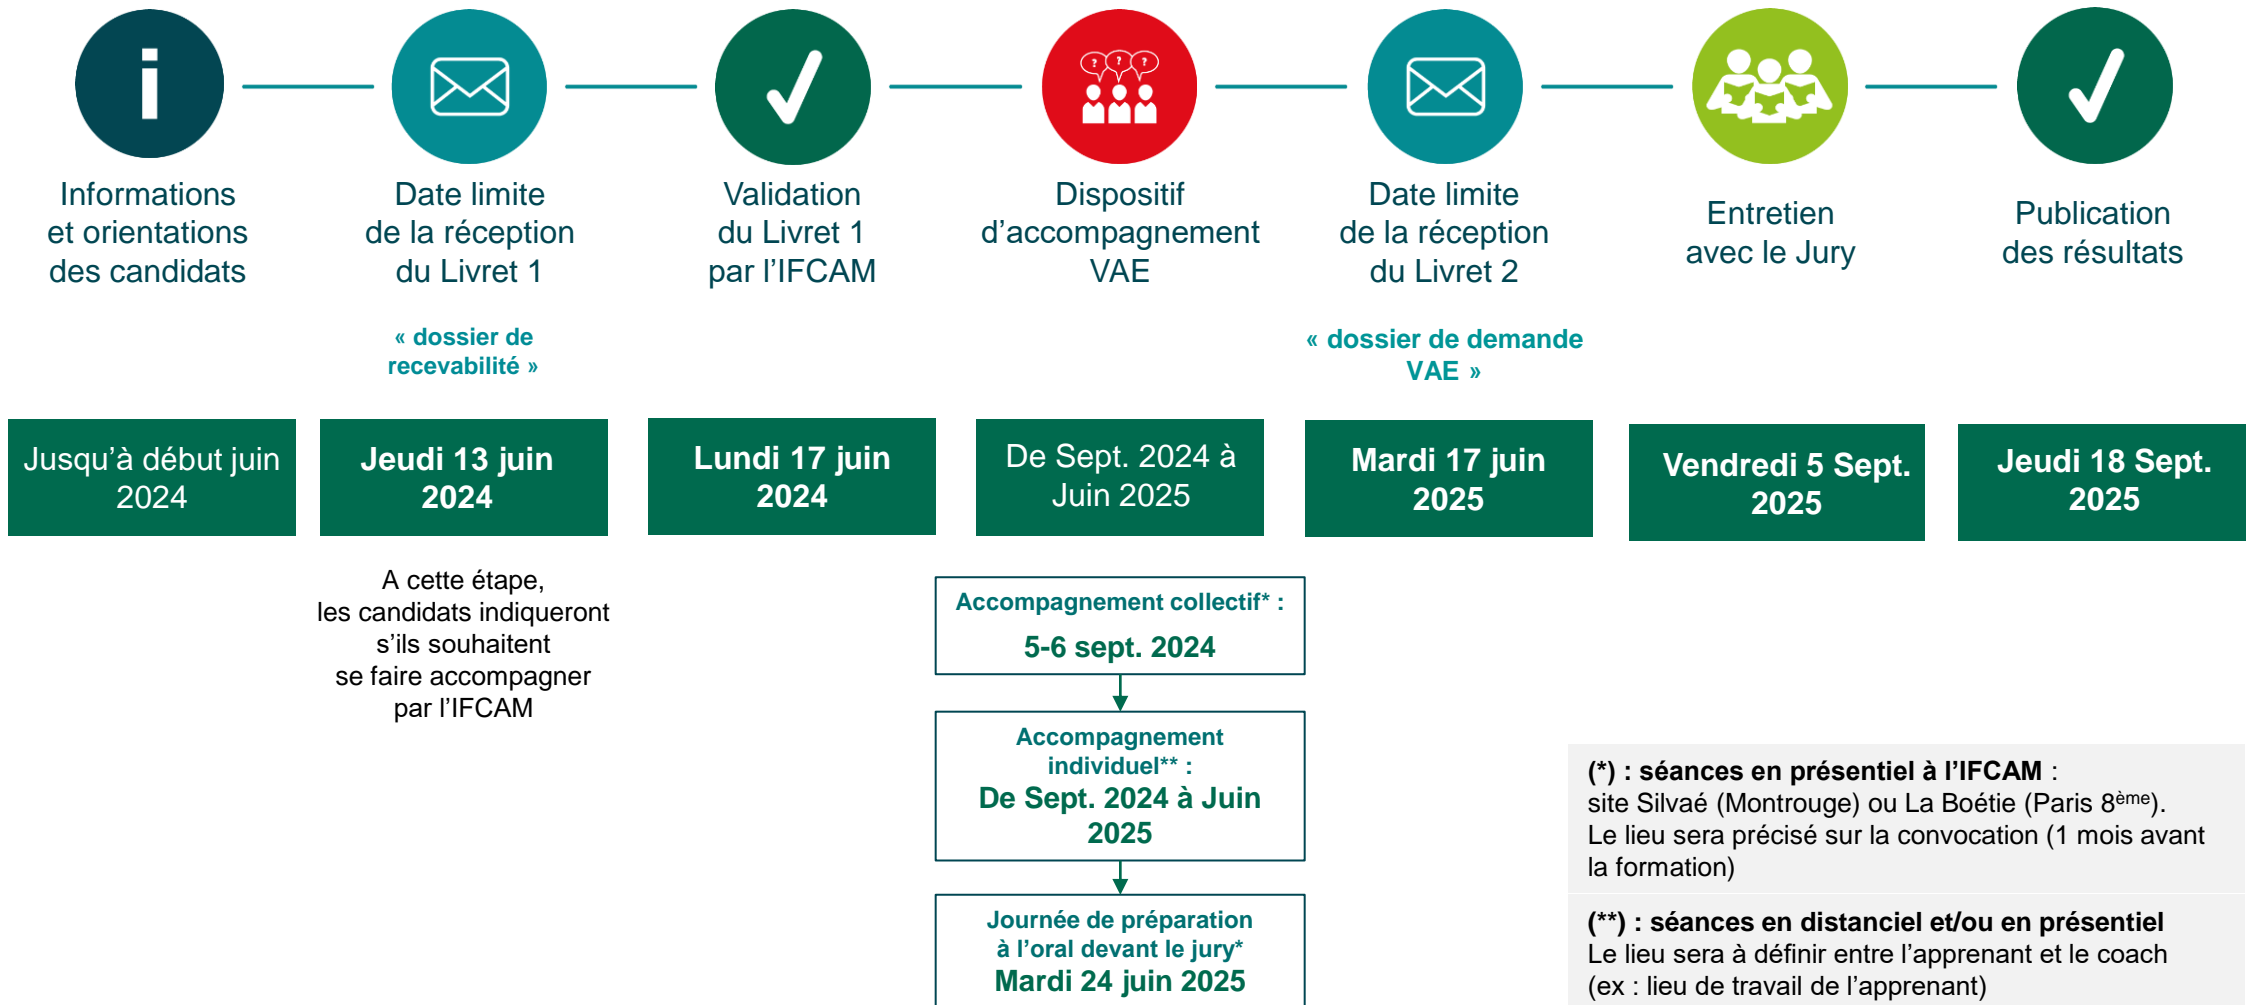 i
Informations
et orientations
des candidats
Date limite
de la réception
du Livret 1
« dossier de
recevabilité »
Validation
du Livret 1
par l’IFCAM
? ? ?
Dispositif
d’accompagnement
VAE
Date limite
de la réception
du Livret 2
« dossier de demande
VAE »
Entretien
avec le Jury
Publication
des résultats
Jusqu’à début juin
2024
Jeudi 13 juin
2024
Lundi 17 juin
2024
De Sept. 2024 à
Juin 2025
Mardi 17 juin
2025
Vendredi 5 Sept.
2025
Jeudi 18 Sept.
2025
A cette étape,
les candidats indiqueront
s’ils souhaitent
se faire accompagner
par l’IFCAM
Accompagnement collectif* :
5-6 sept. 2024
Accompagnement
individuel** :
De Sept. 2024 à Juin
2025
Journée de préparation
à l’oral devant le jury*
Mardi 24 juin 2025
(*) : séances en présentiel à l’IFCAM :
site Silvaé (Montrouge) ou La Boétie (Paris 8ème).
Le lieu sera précisé sur la convocation (1 mois avant
la formation)
(**) : séances en distanciel et/ou en présentiel
Le lieu sera à définir entre l’apprenant et le coach
(ex : lieu de travail de l’apprenant)